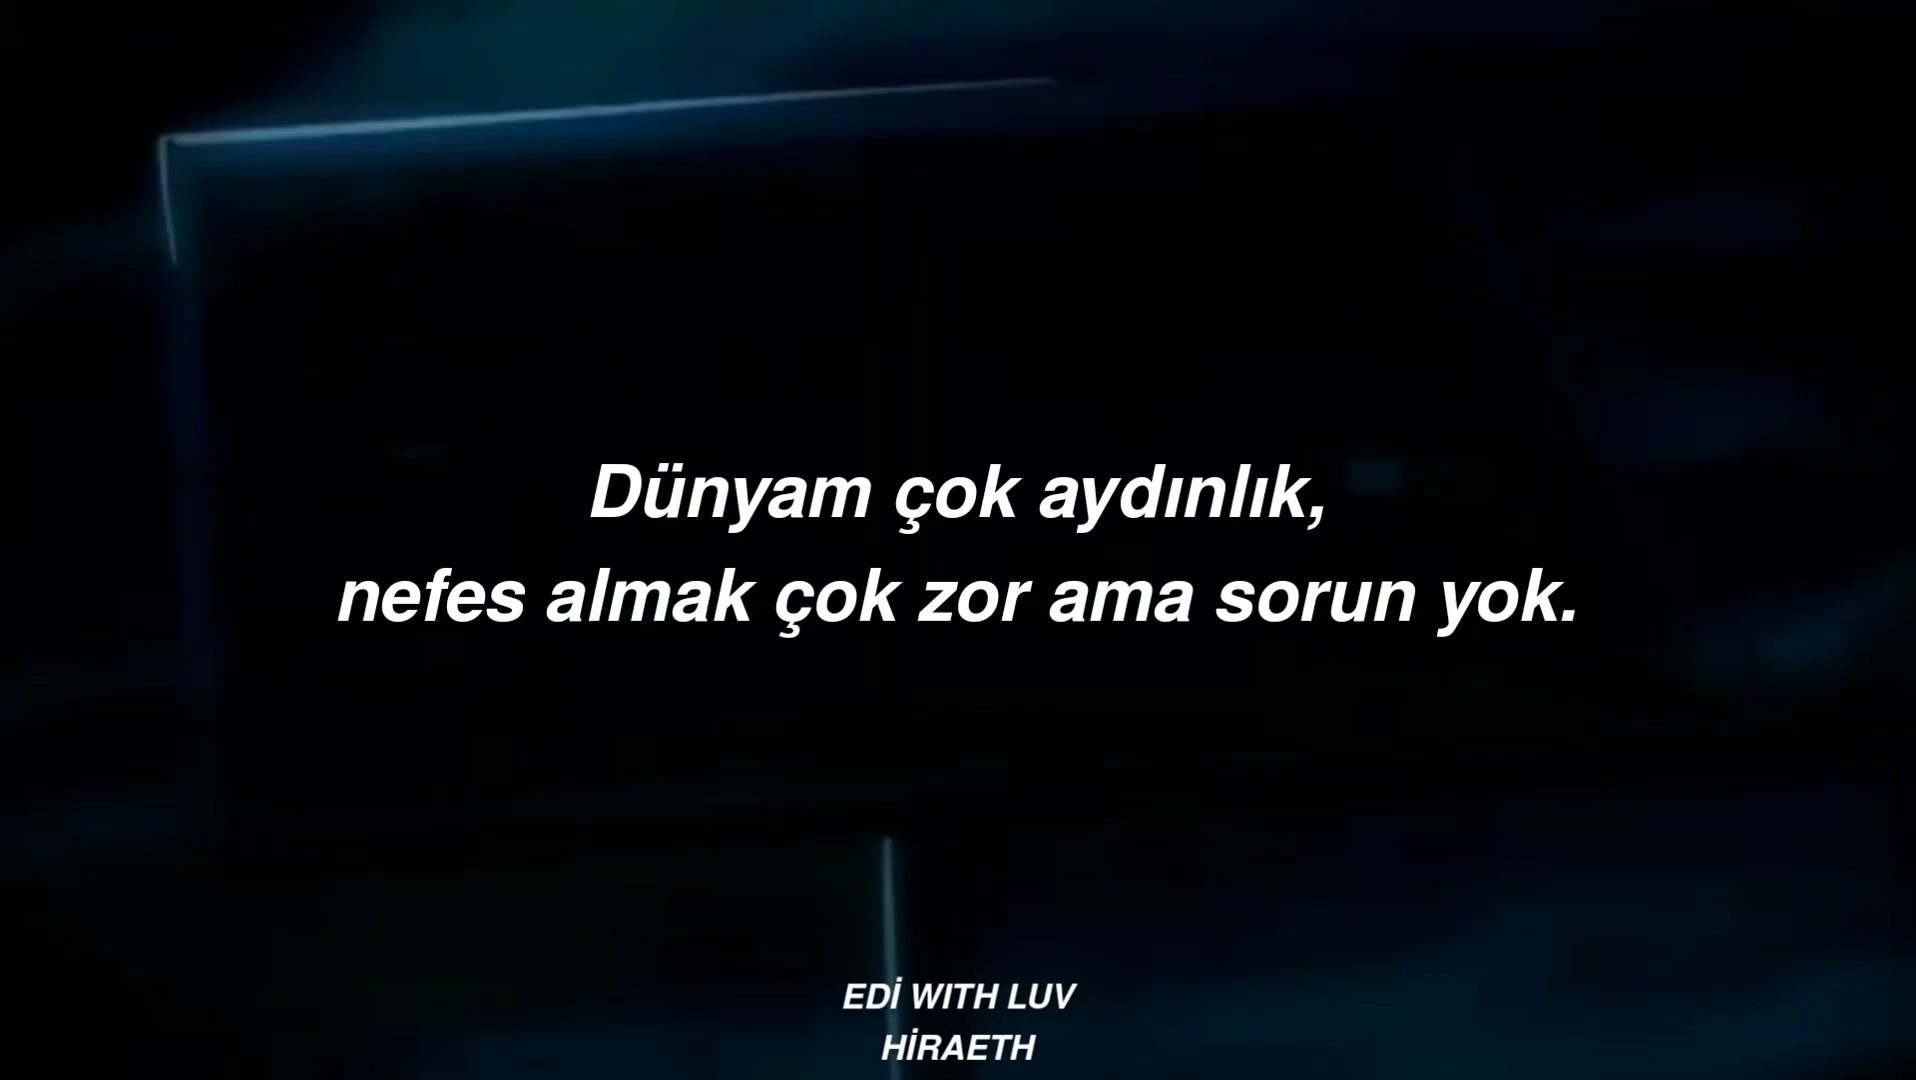 Dünyam çok aydınlık,
nefes almak çok zor ama sorun yok.
EDİ WITH LUV
HİRAETH